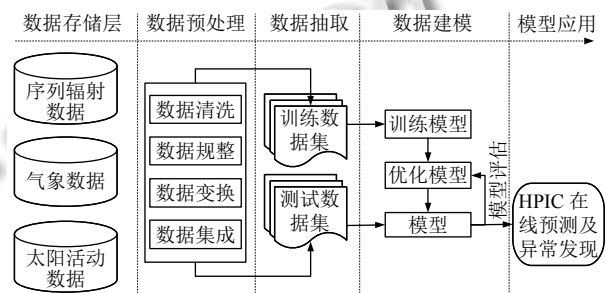 数据存储层
数据预处理
数据抽取
数据建模
模型应用
序列辐射
数据
气象数据
太阳活动
数据
数据清洗
数据规整
数据变换
数据集成
训练数
据集
测试数
据集
训练模型
优化模型
模型
模型评估
HPIC 在
线预测及
异常发现